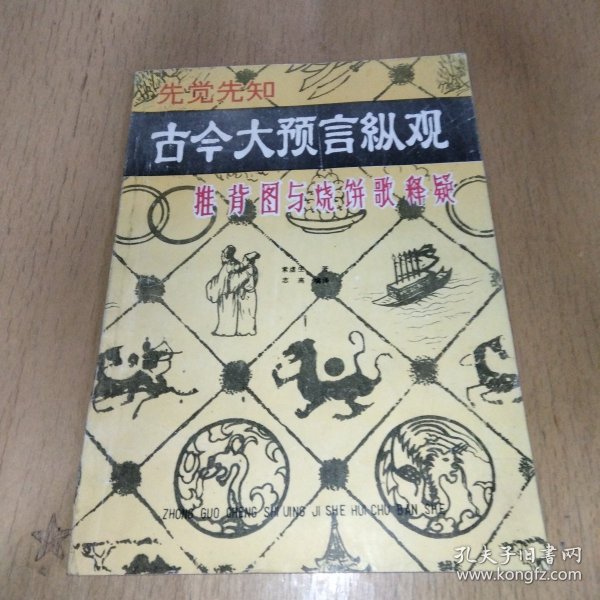 先觉先知
古今大预言纵观
推背图与烧饼歌释疑
ZHONG GUO CHENG SHI JING JI SHE HUI CHU BAN SHE
孔夫子旧书网
www.kongfz.com